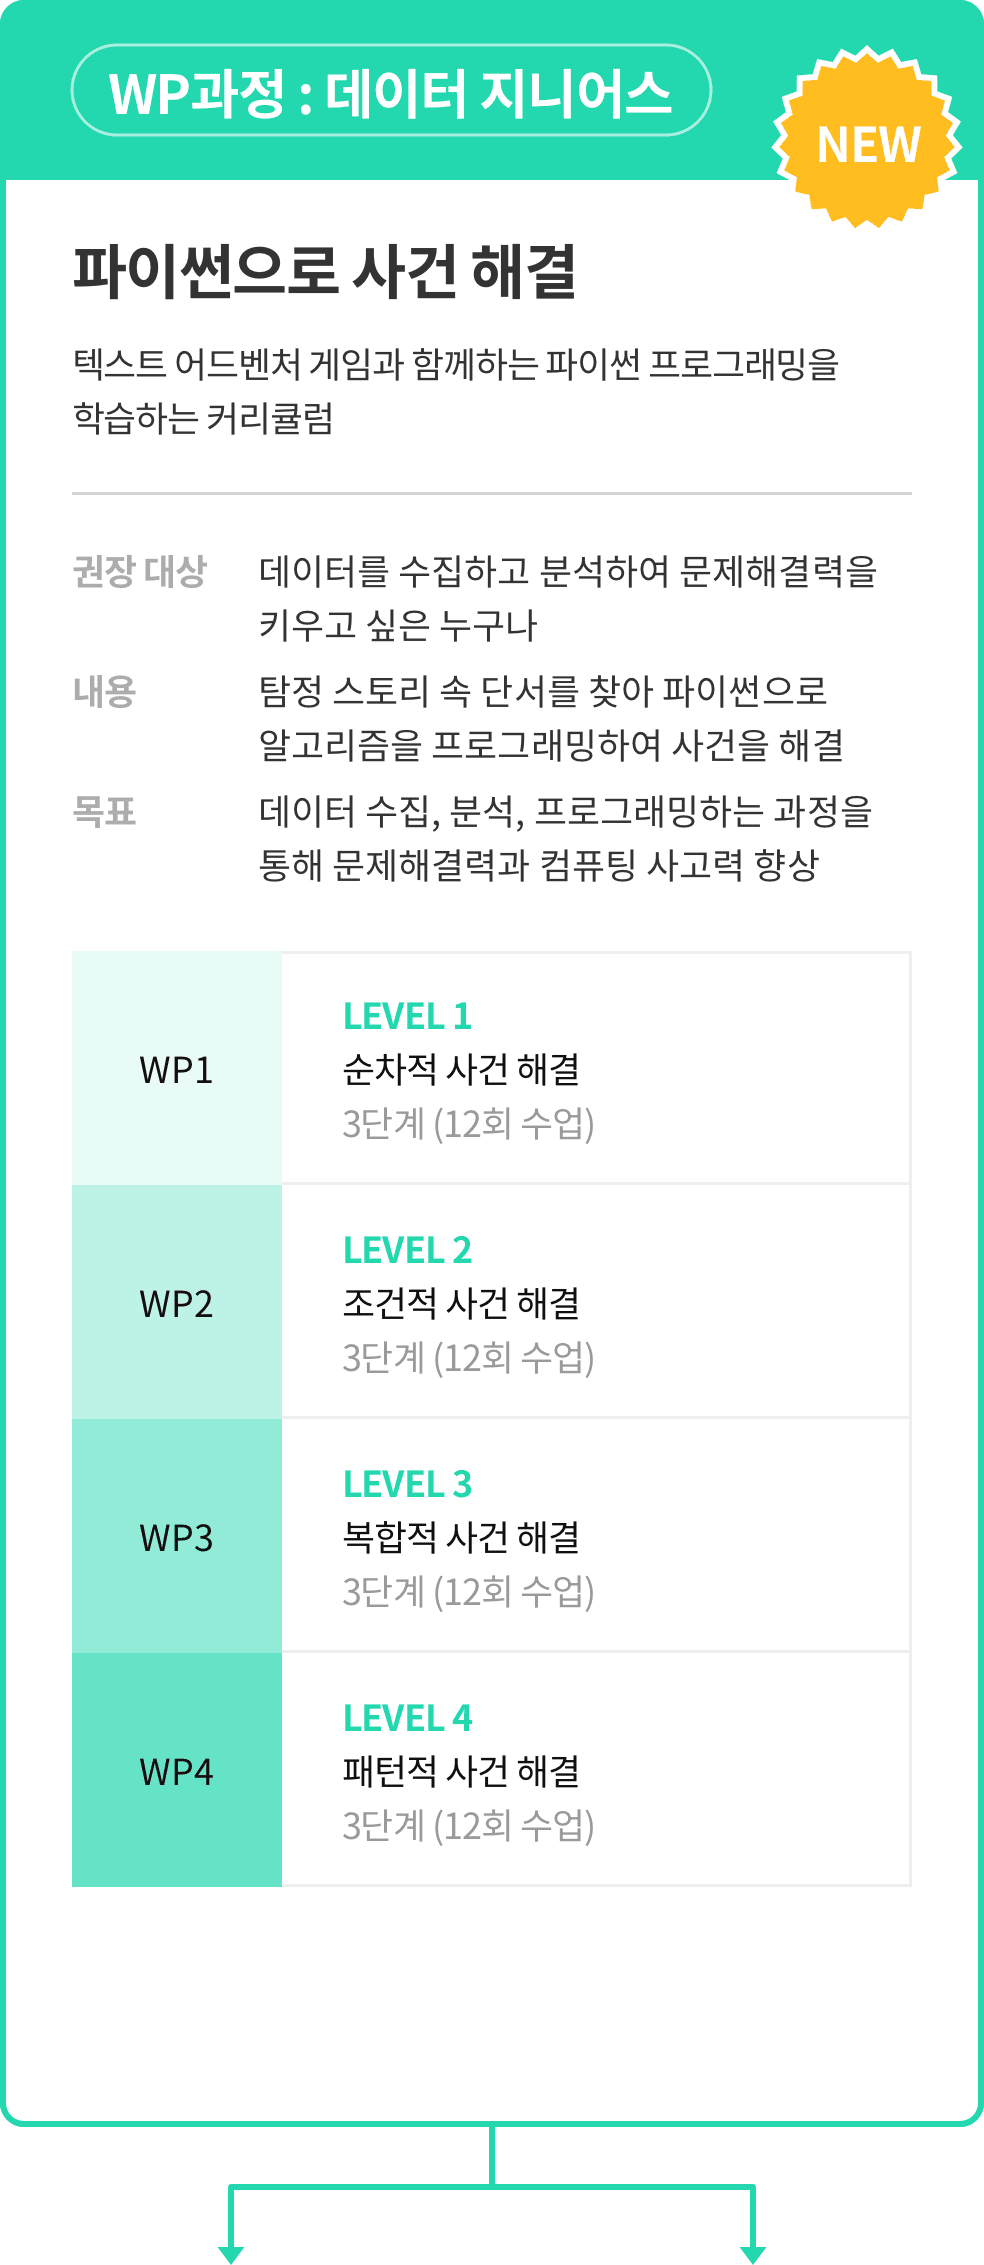 WP과정 : 데이터 지니어스
NEW
파이썬으로 사건 해결
텍스트 어드벤처 게임과 함께하는 파이썬 프로그래밍을
학습하는 커리큘럼
권장 대상 데이터를 수집하고 분석하여 문제해결력을
키우고 싶은 누구나
내용 탐정 스토리 속 단서를 찾아 파이썬으로
알고리즘을 프로그래밍하여 사건을 해결
목표 데이터 수집, 분석, 프로그래밍하는 과정을
통해 문제해결력과 컴퓨팅 사고력 향상
WP1
LEVEL 1
순차적 사건 해결
3단계 (12회 수업)
WP2
LEVEL 2
조건적 사건 해결
3단계 (12회 수업)
WP3
LEVEL 3
복합적 사건 해결
3단계 (12회 수업)
WP4
LEVEL 4
패턴적 사건 해결
3단계 (12회 수업)